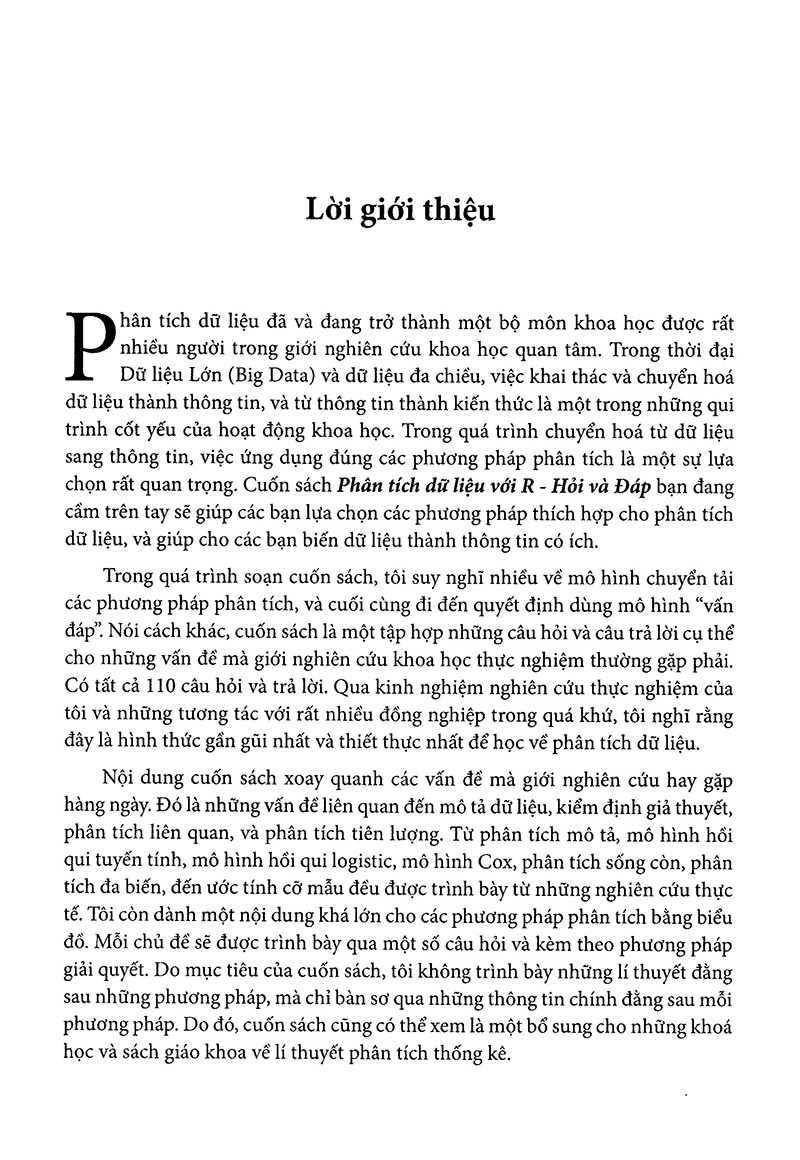 Lời giới thiệu
Phân tích dữ liệu đã và đang trở thành một bộ môn khoa học được rất
nhiều người trong giới nghiên cứu khoa học quan tâm. Trong thời đại
Dữ liệu Lớn (Big Data) và dữ liệu đa chiều, việc khai thác và chuyển hoá
dữ liệu thành thông tin, và từ thông tin thành kiến thức là một trong những qui
trình cốt yếu của hoạt động khoa học. Trong quá trình chuyển hoá từ dữ liệu
sang thông tin, việc ứng dụng đúng các phương pháp phân tích là một sự lựa
chọn rất quan trọng. Cuốn sách Phân tích dữ liệu với R - Hỏi và Đáp bạn đang
cầm trên tay sẽ giúp các bạn lựa chọn các phương pháp thích hợp cho phân tích
dữ liệu, và giúp cho các bạn biến dữ liệu thành thông tin có ích.
Trong quá trình soạn cuốn sách, tôi suy nghĩ nhiều về mô hình chuyển tải
các phương pháp phân tích, và cuối cùng đi đến quyết định dùng mô hình “vấn
đáp”. Nói cách khác, cuốn sách là một tập hợp những câu hỏi và câu trả lời cụ thể
cho những vấn đề mà giới nghiên cứu khoa học thực nghiệm thường gặp phải.
Có tất cả 110 câu hỏi và trả lời. Qua kinh nghiệm nghiên cứu thực nghiệm của
tôi và những tương tác với rất nhiều đồng nghiệp trong quá khứ, tôi nghĩ rằng
đây là hình thức gần gũi nhất và thiết thực nhất để học về phân tích dữ liệu.
Nội dung cuốn sách xoay quanh các vấn đề mà giới nghiên cứu hay gặp
hàng ngày. Đó là những vấn đề liên quan đến mô tả dữ liệu, kiểm định giả thuyết,
phân tích liên quan, và phân tích tiên lượng. Từ phân tích mô tả, mô hình hồi
qui tuyến tính, mô hình hồi qui logistic, mô hình Cox, phân tích sống còn, phân
tích đa biến, đến ước tính cỡ mẫu đều được trình bày từ những nghiên cứu thực
tế. Tôi còn dành một nội dung khá lớn cho các phương pháp phân tích bằng biểu
đồ. Mỗi chủ đề sẽ được trình bày qua một số câu hỏi và kèm theo phương pháp
giải quyết. Do mục tiêu của cuốn sách, tôi không trình bày những lí thuyết đằng
sau những phương pháp, mà chỉ bàn sơ qua những thông tin chính đằng sau mỗi
phương pháp. Do đó, cuốn sách cũng có thể xem là một bổ sung cho những khoá
học và sách giáo khoa về lí thuyết phân tích thống kê.